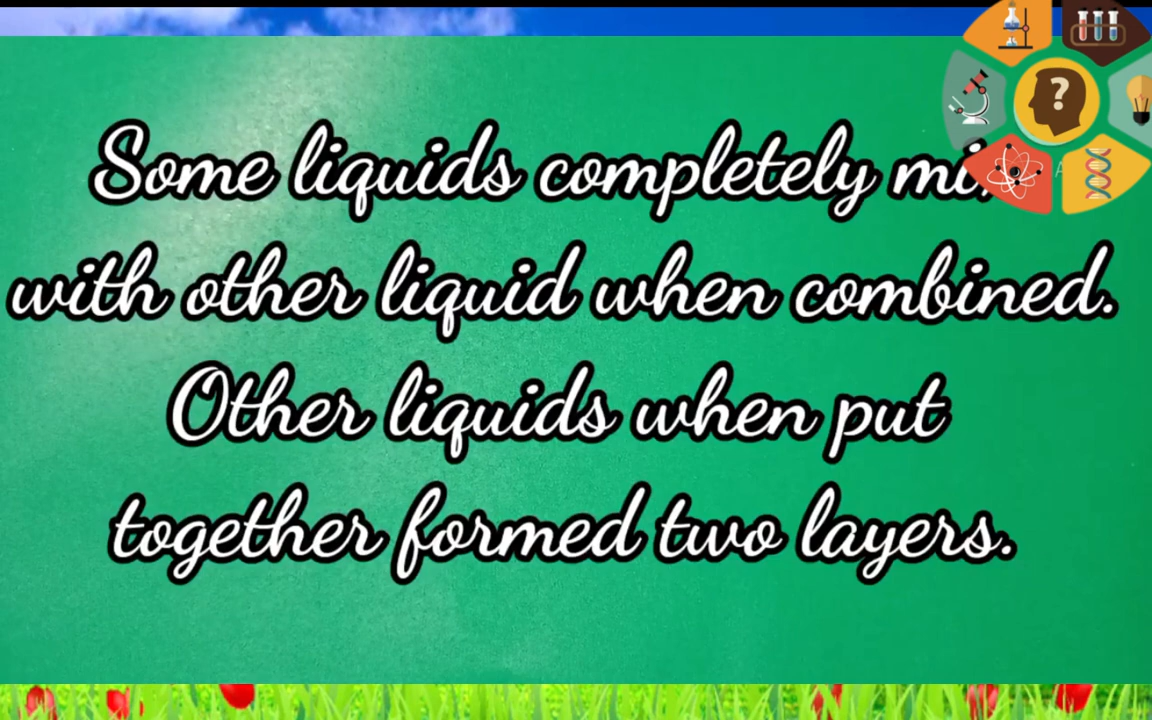 Some liquids completely
with other liquid when combined.
Other liquids when put
together formed two layers.
?